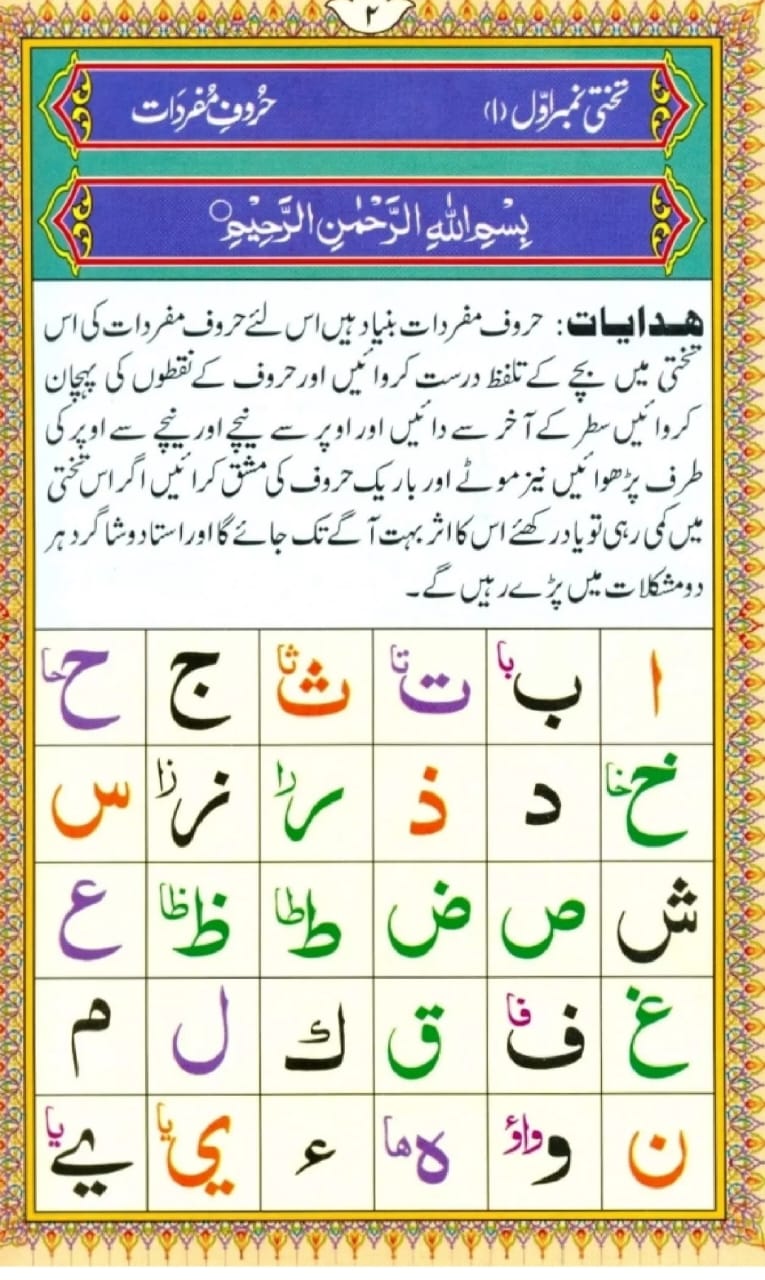 ۲
تختی نمبر اوّل (۱) حُروفِ مُفرَدَات
بِسْمِ اللّٰهِ الرَّحْمٰنِ الرَّحِیْمِ○
ھدایات: حروف مفردات بنیاد ہیں اس لئے حروف مفردات کی اس
تختی میں بچے کے تلفظ درست کروائیں اور حروف کے نقطوں کی پہچان
کروائیں سطر کے آخر سے دائیں اور اوپر سے نیچے اور نیچے سے اوپر کی
طرف پڑھوائیں نیز موٹے اور باریک حروف کی مشق کرائیں اگر اس تختی
میں کمی رہی تو یاد رکھئے اس کا اثر بہت آگے تک جائے گا اور استاد و شاگرد ہر
دو مشکلات میں پڑے رہیں گے۔
ا ب با ت تا ث ثا ج ح حا
خ خا د ذ ر را ز زا س
ش ص ض ط طا ظ ظا ع
غ ف فا ق ك ل م
ن و واؤ ه ها ء ي يا ے يا